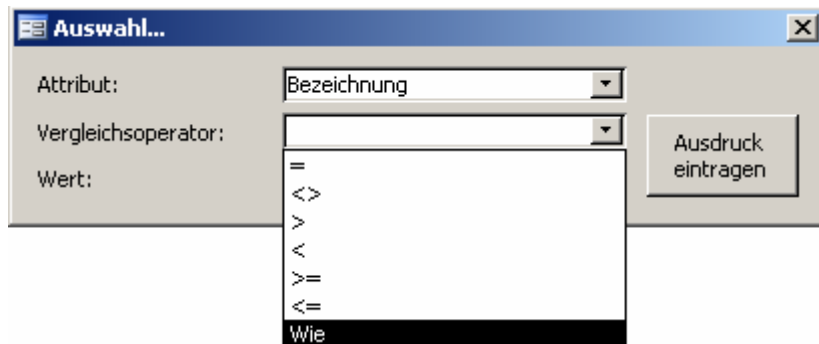 Auswahl...
Attribut:
Bezeichnung
Vergleichsoperator:
Wert:
=
<>
>
<
>=
<=
Wie
Ausdruck
eintragen